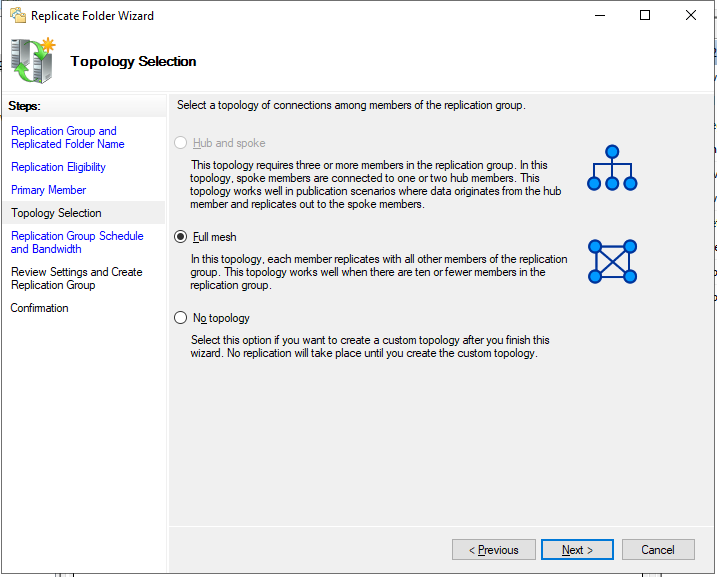 Replicate Folder Wizard
Topology Selection
Steps:
Replication Group and
Replicated Folder Name
Replication Eligibility
Primary Member
Topology Selection
Replication Group Schedule
and Bandwidth
Review Settings and Create
Replication Group
Confirmation
Select a topology of connections among members of the replication group.
Hub and spoke
This topology requires three or more members in the replication group. In this
topology, spoke members are connected to one or two hub members. This
topology works well in publication scenarios where data originates from the hub
member and replicates out to the spoke members.
Full mesh
In this topology, each member replicates with all other members of the replication
group. This topology works well when there are ten or fewer members in the
replication group.
No topology
Select this option if you want to create a custom topology after you finish this
wizard. No replication will take place until you create the custom topology.
< Previous
Next >
Cancel